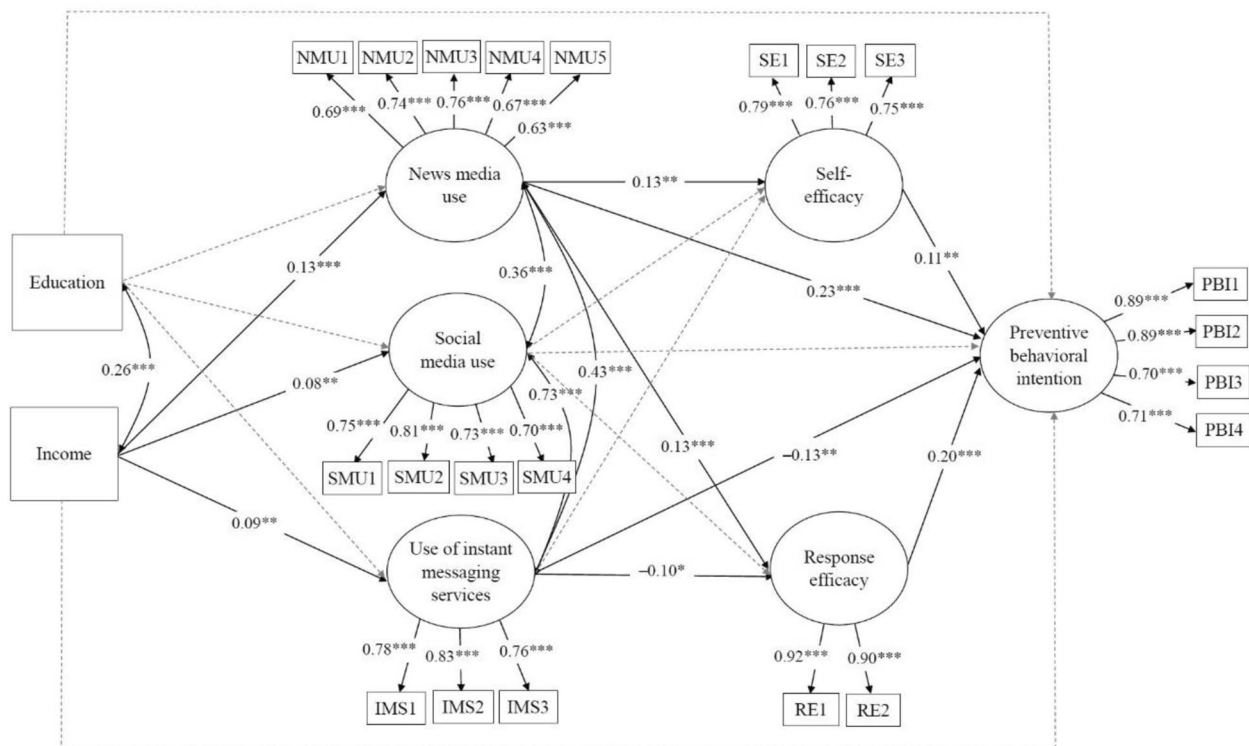 NMU1 NMU2 NMU3 NMU4 NMU5
SE1 SE2 SE3
0.69*** 0.74*** 0.76*** 0.67*** 0.63***
0.79*** 0.76*** 0.75***
News media
use
0.13**
Self-
efficacy
Education
0.13***
0.36***
0.23***
0.11**
0.26***
Social
media use
0.08**
0.73***
0.43***
Preventive
behavioral
intention
0.89*** PBI1
0.89*** PBI2
0.70*** PBI3
0.71*** PBI4
Income
0.75*** 0.81*** 0.73*** 0.70***
SMU1 SMU2 SMU3 SMU4
0.13***
−0.13**
0.20***
0.09**
Use of instant
messaging
services
−0.10*
Response
efficacy
0.78*** 0.83*** 0.76***
0.92*** 0.90***
IMS1 IMS2 IMS3
RE1 RE2